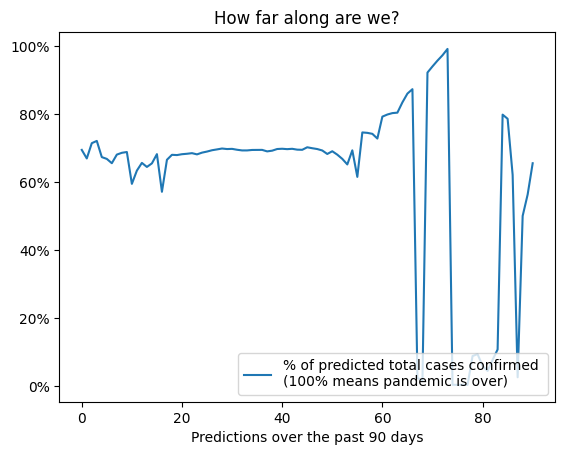 How far along are we?
100%
80%
60%
40%
20%
0%
% of predicted total cases confirmed
(100% means pandemic is over)
0
20
40
60
80
Predictions over the past 90 days